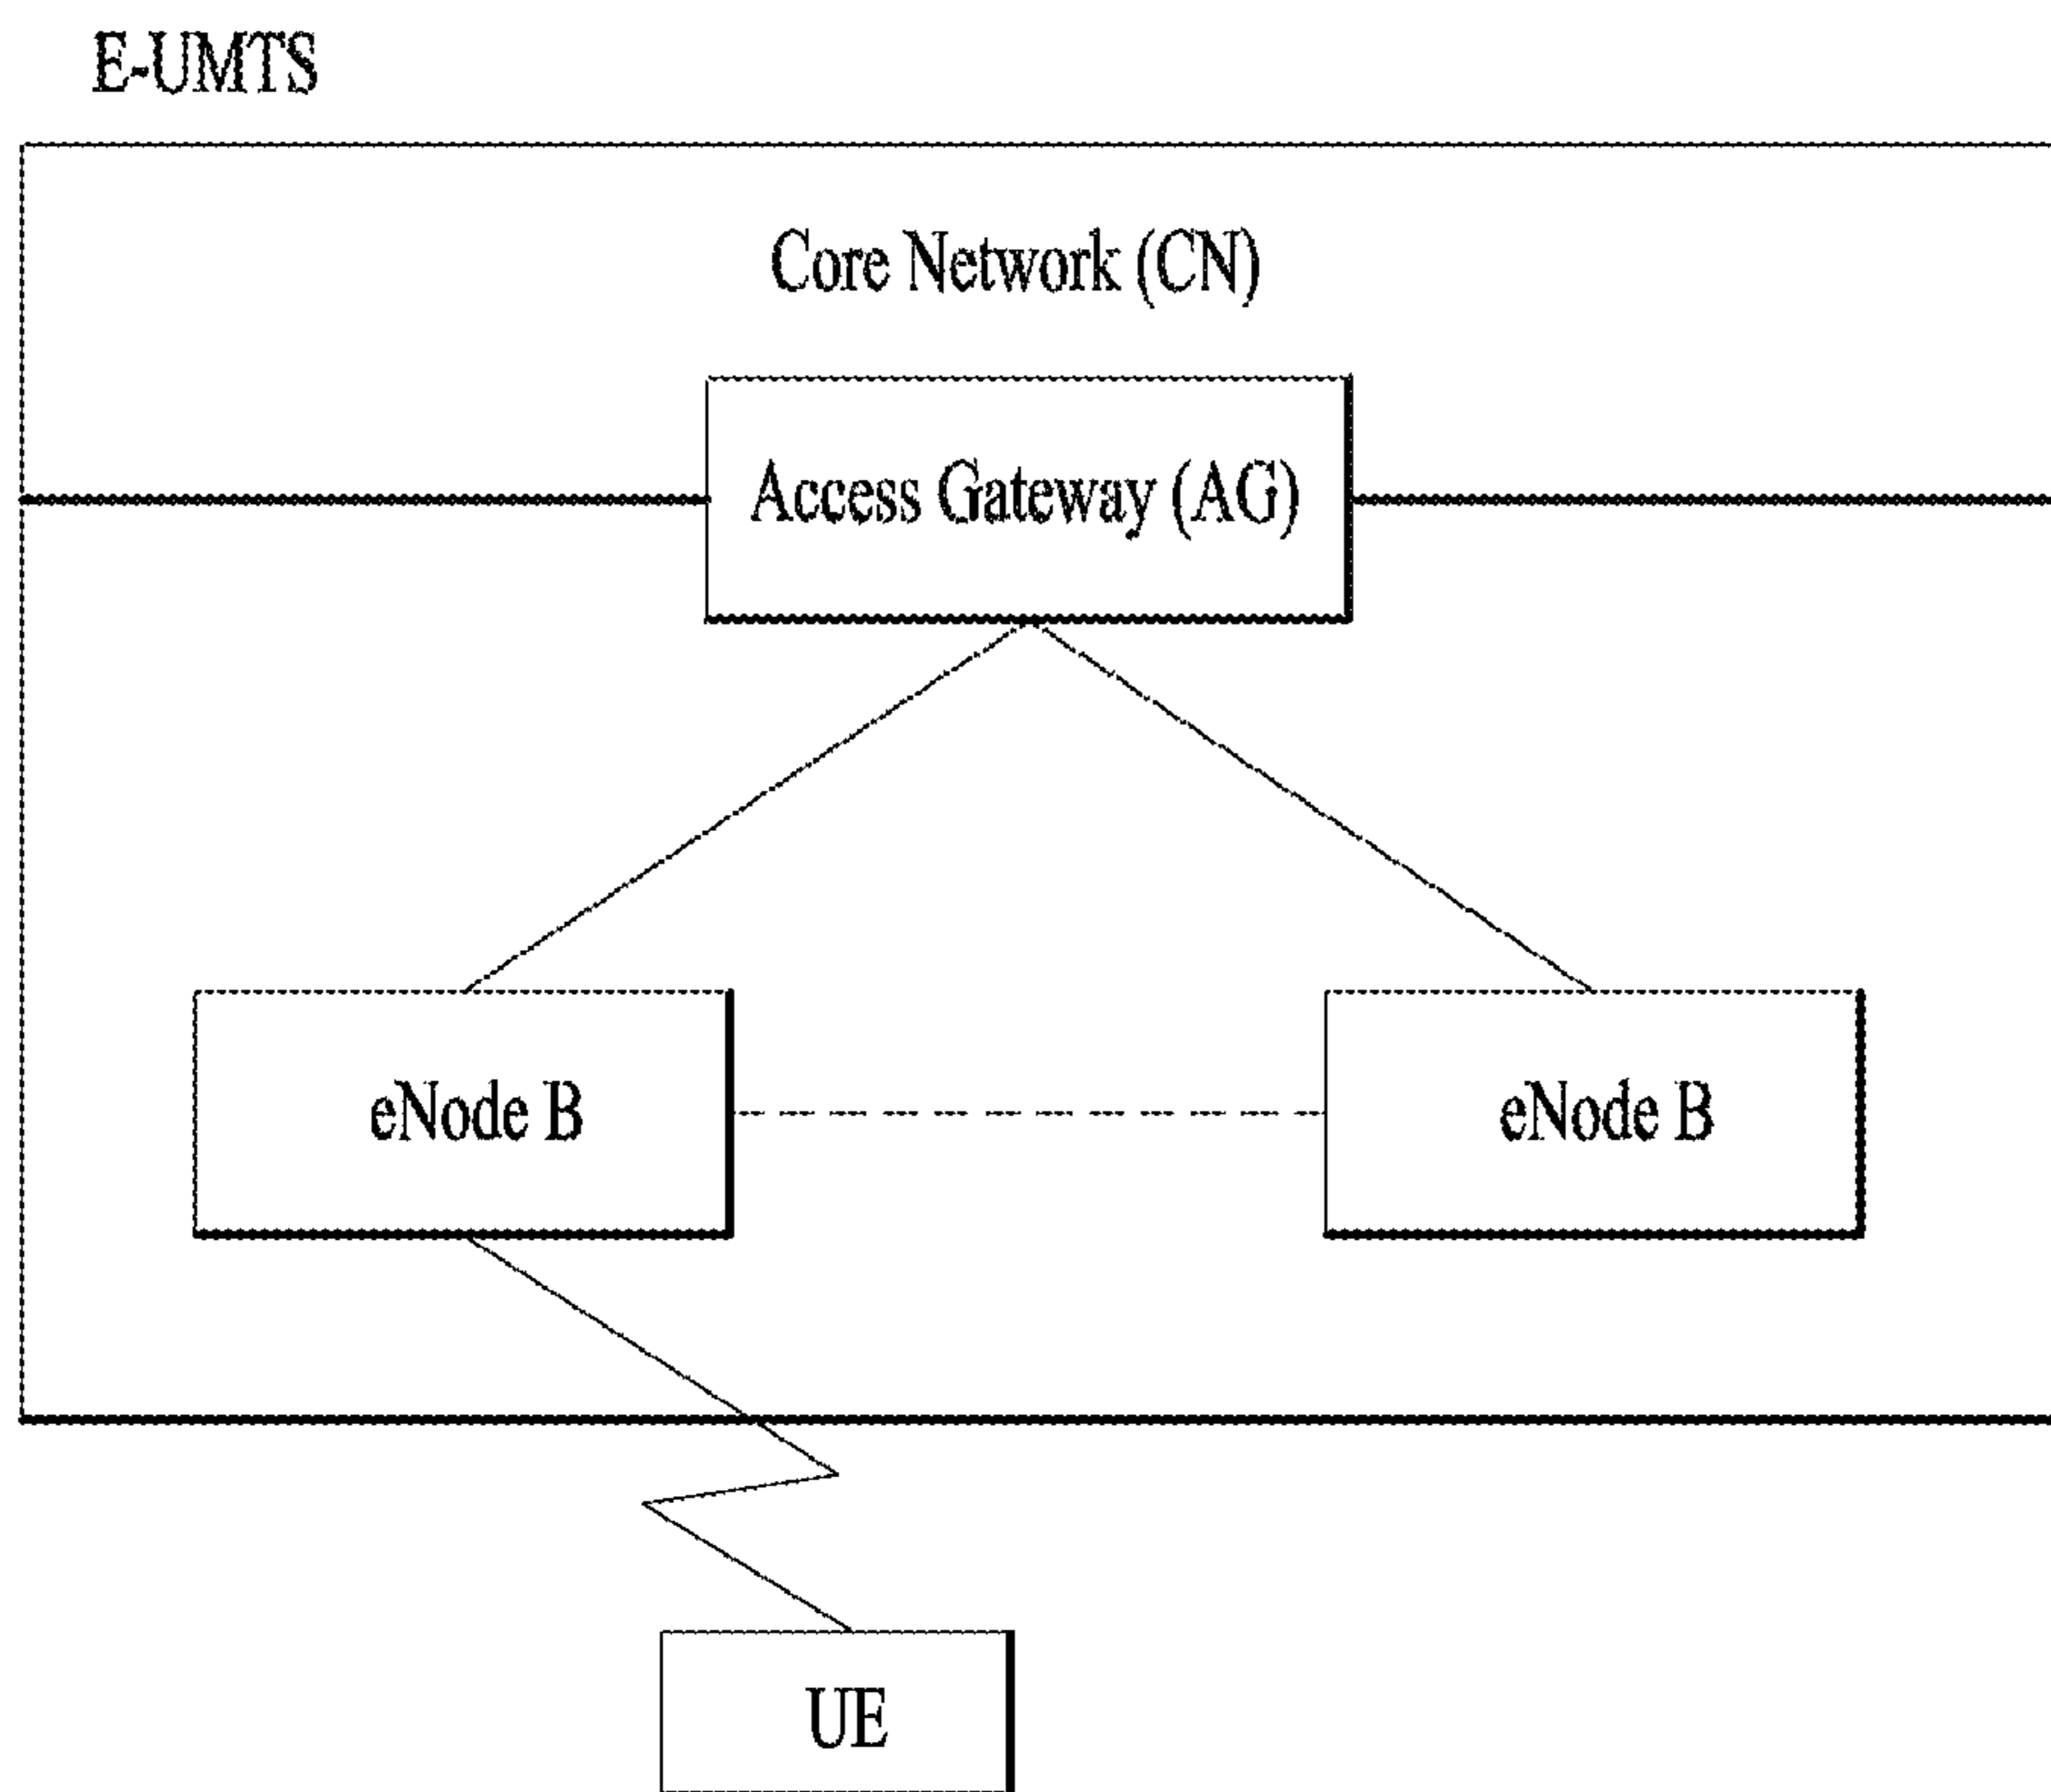 E-UMTS
Core Network (CN)
Access Gateway (AG)
eNode B
eNode B
UE